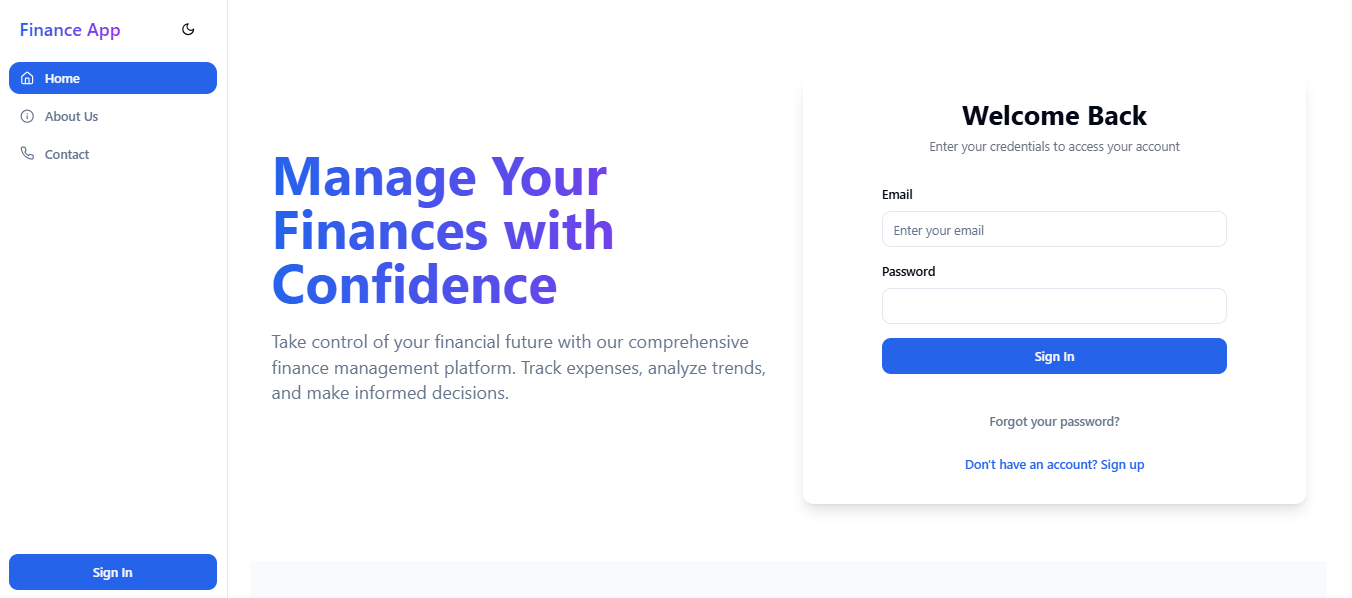 Finance App
Home
About Us
Contact
Sign In
Manage Your
Finances with
Confidence
Take control of your financial future with our comprehensive
finance management platform. Track expenses, analyze trends,
and make informed decisions.
Welcome Back
Enter your credentials to access your account
Email
Enter your email
Password
Sign In
Forgot your password?
Don't have an account? Sign up